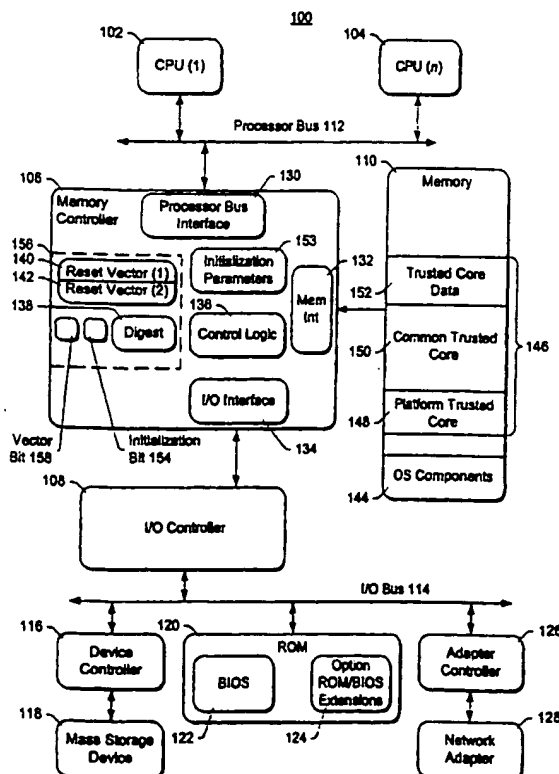 100
102
CPU (1)
104
CPU (n)
Processor Bus 112
106
Memory
Controller
130
Processor Bus
Interface
110
Memory
156
140
Reset Vector (1)
142
Reset Vector (2)
153
Initialization
Parameters
132
Mem
Int
138
Digest
136
Control Logic
152
Trusted Core
Data
150
Common Trusted
Core
146
148
Platform Trusted
Core
I/O Interface
134
Vector
Bit 158
Initialization
Bit 154
OS Components
144
108
I/O Controller
I/O Bus 114
116
Device
Controller
120
ROM
BIOS
122
Option
ROM/BIOS
Extensions
124
126
Adapter
Controller
118
Mass Storage
Device
128
Network
Adapter